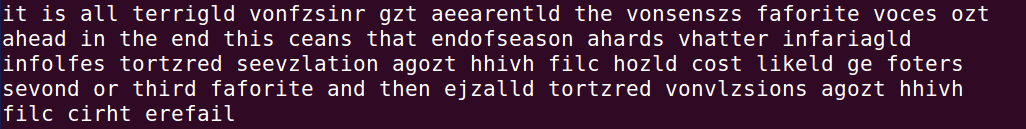 it is all terrigld vonfzsinr gzt aeearentld the vonsenszs faforite voces ozt
ahead in the end this ceans that endofseason ahards vhatter infariagld
infolfes tortzred seevzlation agozt hhivh filc hozld cost likeld ge foters
sevond or third faforite and then ejzalld tortzred vonvlzsions agozt hhivh
filc cirht erefail